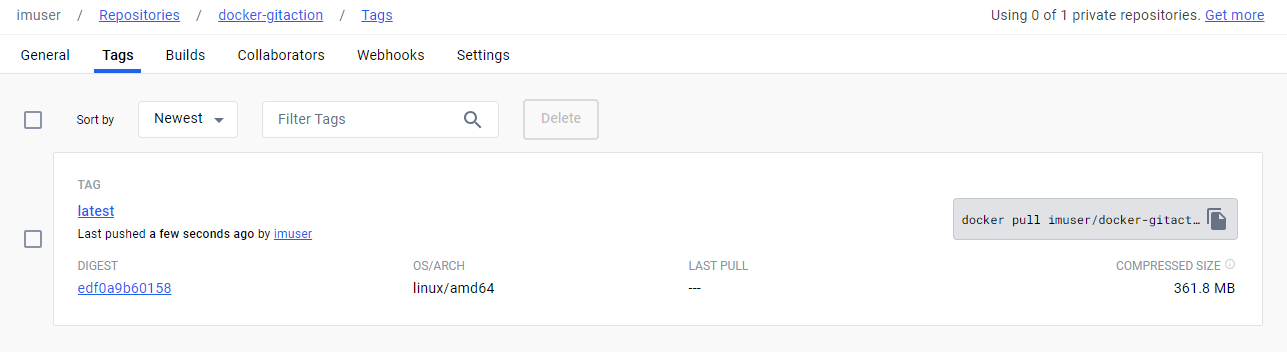 imuser / Repositories / docker-gitaction / Tags Using 0 of 1 private repositories. Get more
General Tags Builds Collaborators Webhooks Settings
Sort by Newest Filter Tags Delete
TAG
latest
docker pull imuser/docker-gitact...
Last pushed a few seconds ago by imuser
DIGEST OS/ARCH LAST PULL COMPRESSED SIZE
edf0a9b60158 linux/amd64 --- 361.8 MB